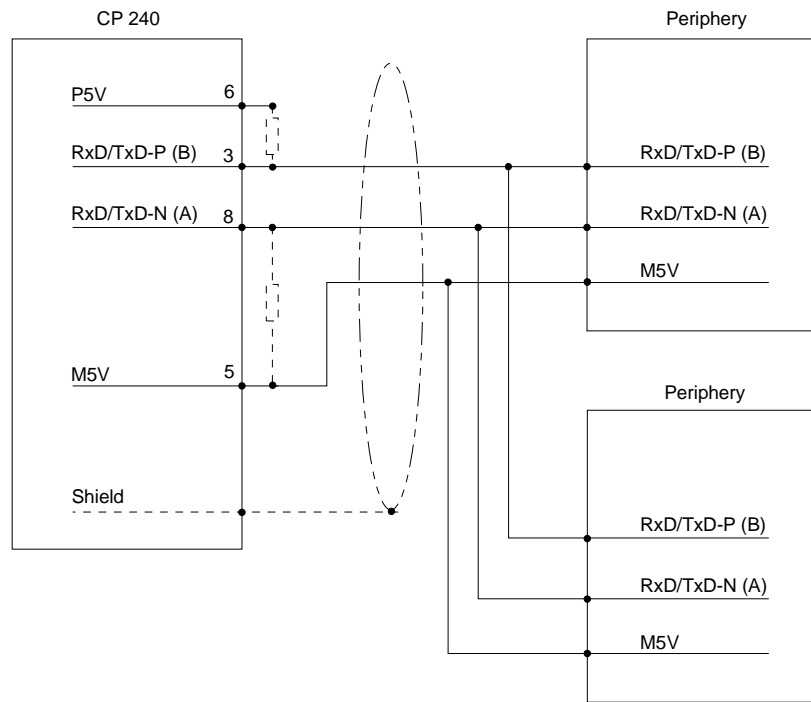 CP 240
Periphery
P5V
6
RxD/TxD-P (B)
3
RxD/TxD-P (B)
RxD/TxD-N (A)
8
RxD/TxD-N (A)
M5V
M5V
5
Periphery
Shield
RxD/TxD-P (B)
RxD/TxD-N (A)
M5V